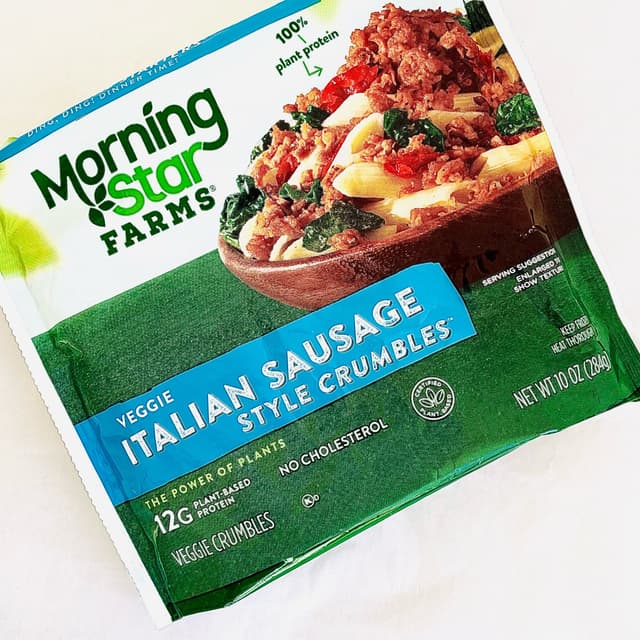 DING, DING! DINNER TIME!
Morning
Star
FARMS®
100%
plant protein
SERVING SUGGESTION
ENLARGED TO
SHOW TEXTURE
KEEP FROZEN
HEAT THOROUGHLY
NET WT 10 OZ (284g)
VEGGIE
ITALIAN SAUSAGE
STYLE CRUMBLES™
CERTIFIED
PLANT-BASED
THE POWER OF PLANTS
12G PLANT-BASED
PROTEIN
NO CHOLESTEROL
K D
VEGGIE CRUMBLES